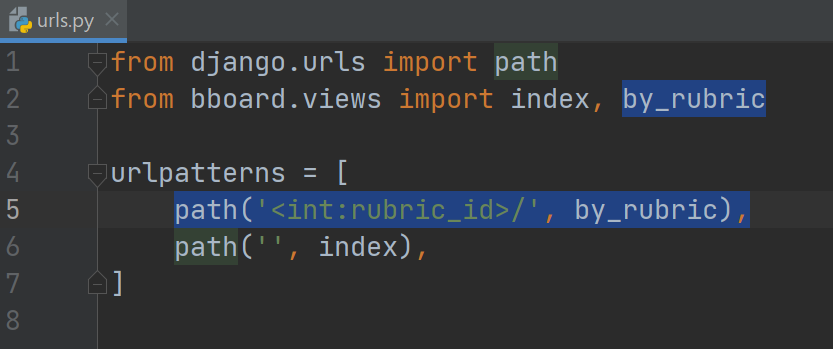 urls.py
1 from django.urls import path
2 from bboard.views import index, by_rubric
3
4 urlpatterns = [
5     path('<int:rubric_id>/', by_rubric),
6     path('', index),
7 ]
8